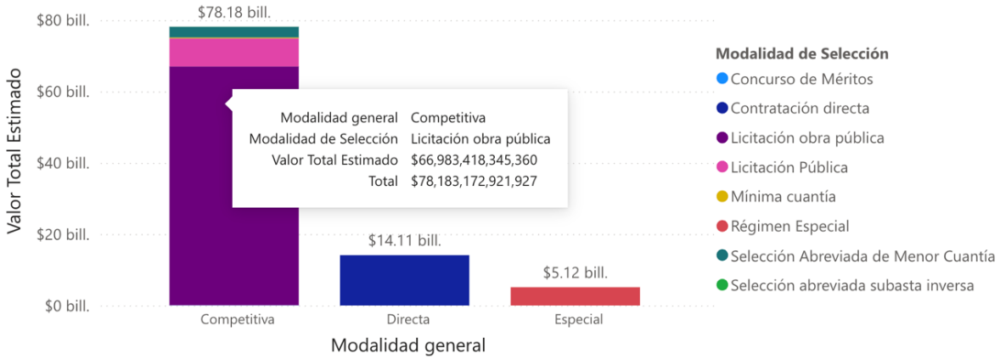 $78.18 bill.
$80 bill.
$60 bill.
$40 bill.
$20 bill.
$0 bill.
Valor Total Estimado
Modalidad general Competitiva
Modalidad de Selección Licitación obra pública
Valor Total Estimado $66,983,418,345,360
Total $78,183,172,921,927
$14.11 bill.
$5.12 bill.
Competitiva
Directa
Especial
Modalidad general
Modalidad de Selección
Concurso de Méritos
Contratación directa
Licitación obra pública
Licitación Pública
Mínima cuantía
Régimen Especial
Selección Abreviada de Menor Cuantía
Selección abreviada subasta inversa